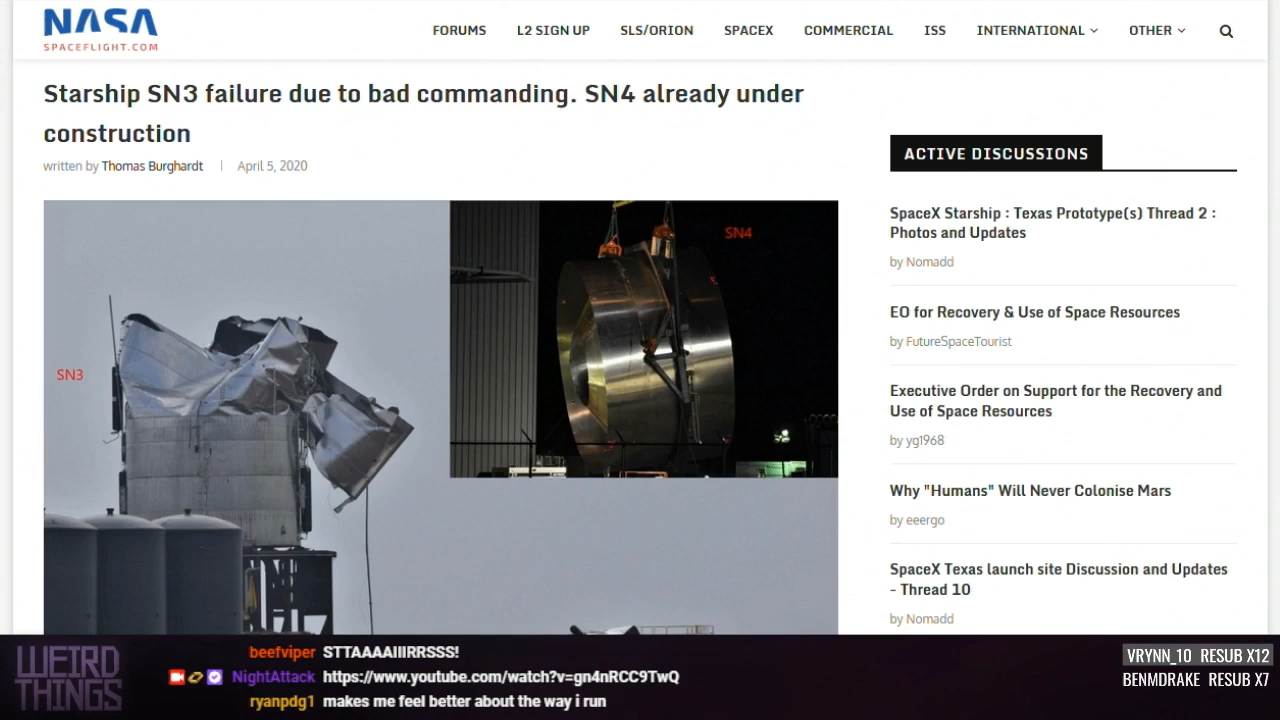 NASA
SPACEFLIGHT.COM
FORUMS L2 SIGN UP SLS/ORION SPACEX COMMERCIAL ISS INTERNATIONAL OTHER
Starship SN3 failure due to bad commanding. SN4 already under
construction
written by Thomas Burghardt | April 5, 2020
SN3
SN4
ACTIVE DISCUSSIONS
SpaceX Starship : Texas Prototype(s) Thread 2 :
Photos and Updates
by Nomadd
EO for Recovery & Use of Space Resources
by FutureSpaceTourist
Executive Order on Support for the Recovery and
Use of Space Resources
by yg1968
Why "Humans" Will Never Colonise Mars
by eeergo
SpaceX Texas launch site Discussion and Updates
- Thread 10
by Nomadd
WEIRD
THINGS
beefviper STTAAAAIIIRRSSS!
NightAttack https://www.youtube.com/watch?v=gn4nRCC9TwQ
ryanpdg1 makes me feel better about the way i run
VRYNN_10 RESUB X12
BENMDRAKE RESUB X7